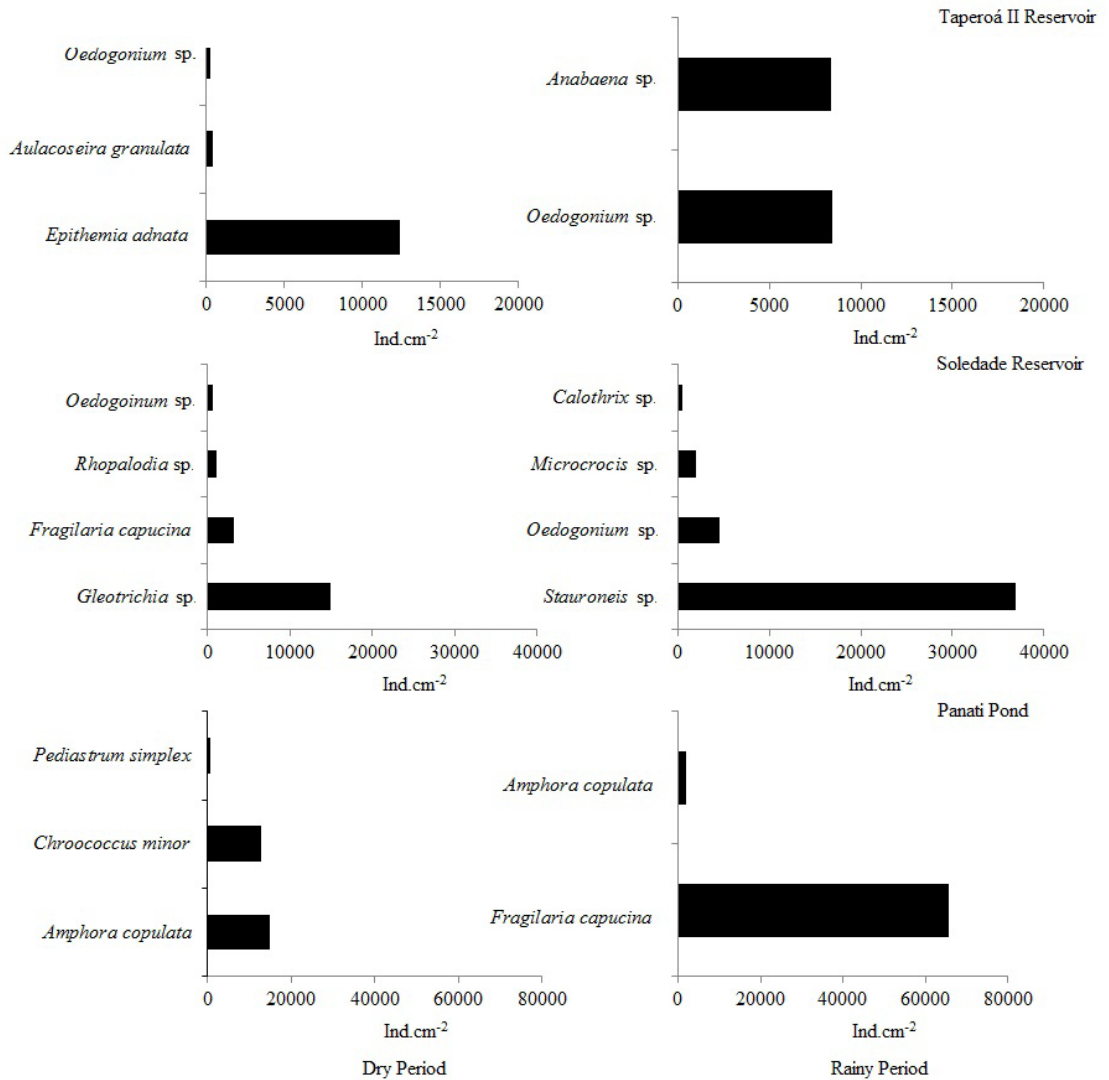 Taperoá II Reservoir
Oedogonium sp.
Aulacoseira granulata
Epithemia adnata
0 5000 10000 15000 20000
Ind.cm-2
Anabaena sp.
Oedogonium sp.
0 5000 10000 15000 20000
Ind.cm-2
Soledade Reservoir
Oedogoinum sp.
Rhopalodia sp.
Fragilaria capucina
Gleotrichia sp.
0 10000 20000 30000 40000
Ind.cm-2
Calothrix sp.
Microcrocis sp.
Oedogonium sp.
Stauroneis sp.
0 10000 20000 30000 40000
Ind.cm-2
Panati Pond
Pediastrum simplex
Chroococcus minor
Amphora copulata
0 20000 40000 60000 80000
Ind.cm-2
Dry Period
Amphora copulata
Fragilaria capucina
0 20000 40000 60000 80000
Ind.cm-2
Rainy Period